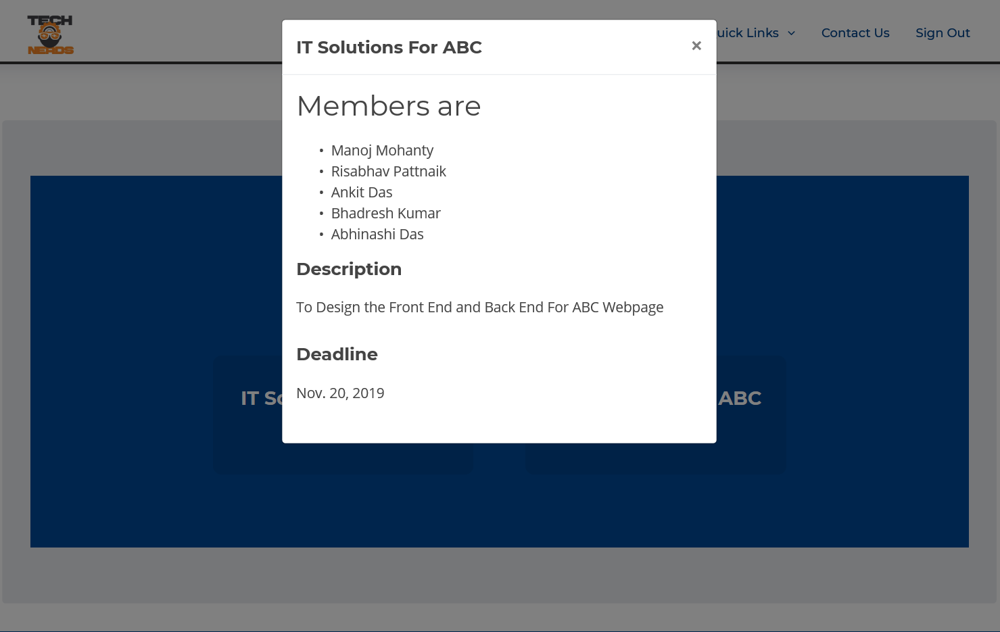 TECH
NERDS
uick Links
Contact Us
Sign Out
IT Solutions For ABC
×
Members are
• Manoj Mohanty
• Risabhav Pattnaik
• Ankit Das
• Bhadresh Kumar
• Abhinashi Das
Description
To Design the Front End and Back End For ABC Webpage
Deadline
IT So
ABC
Nov. 20, 2019